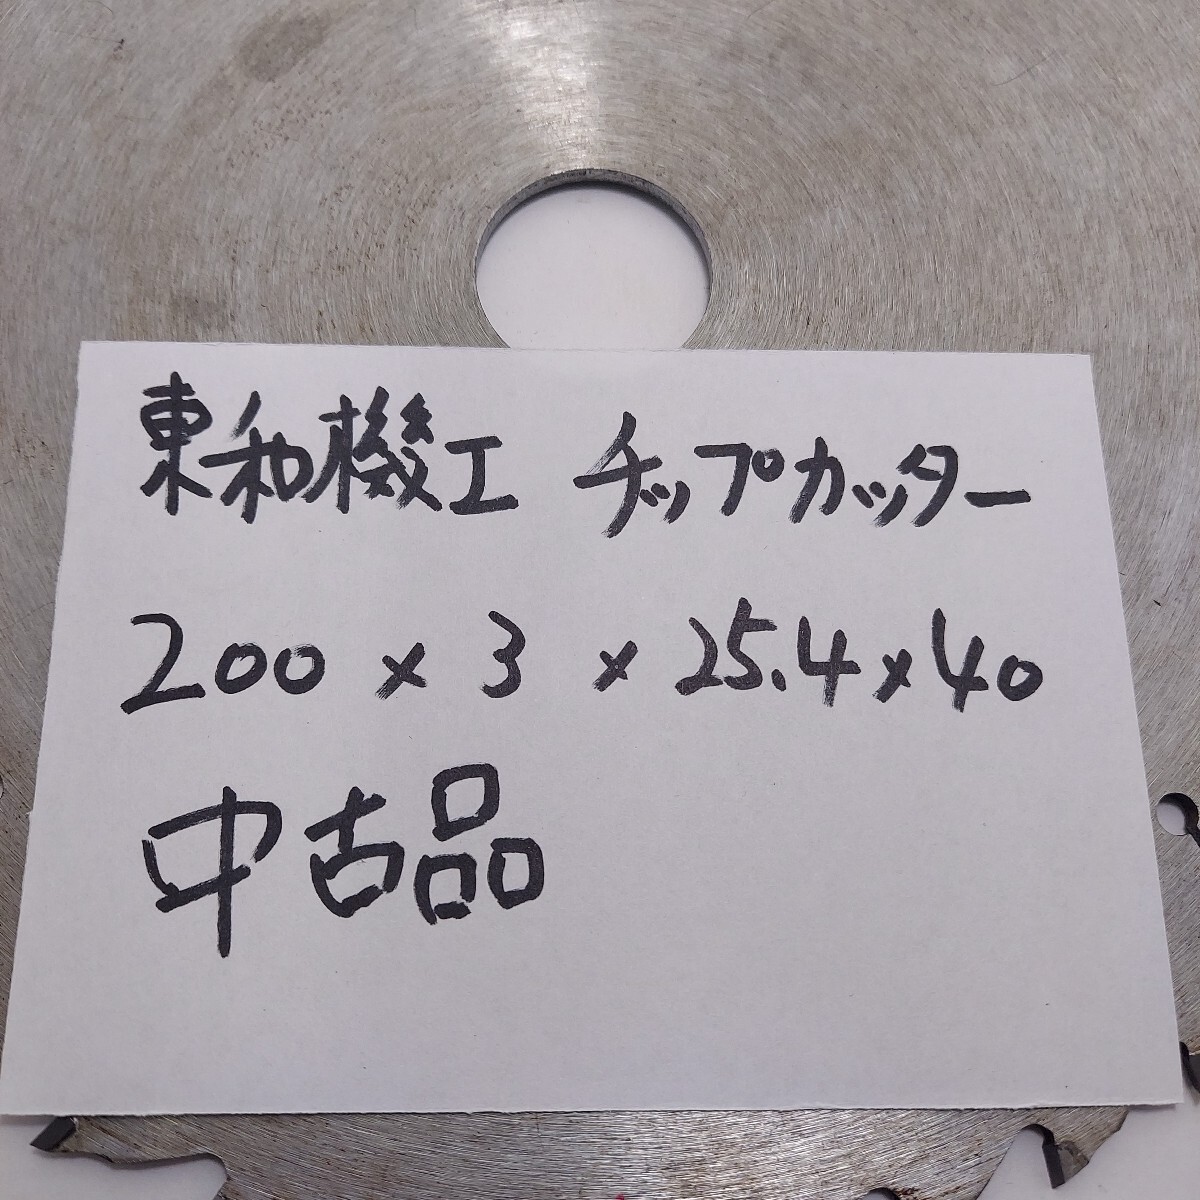 東和機工 チップカッター
200 × 3 × 25.4 × 40
中古品